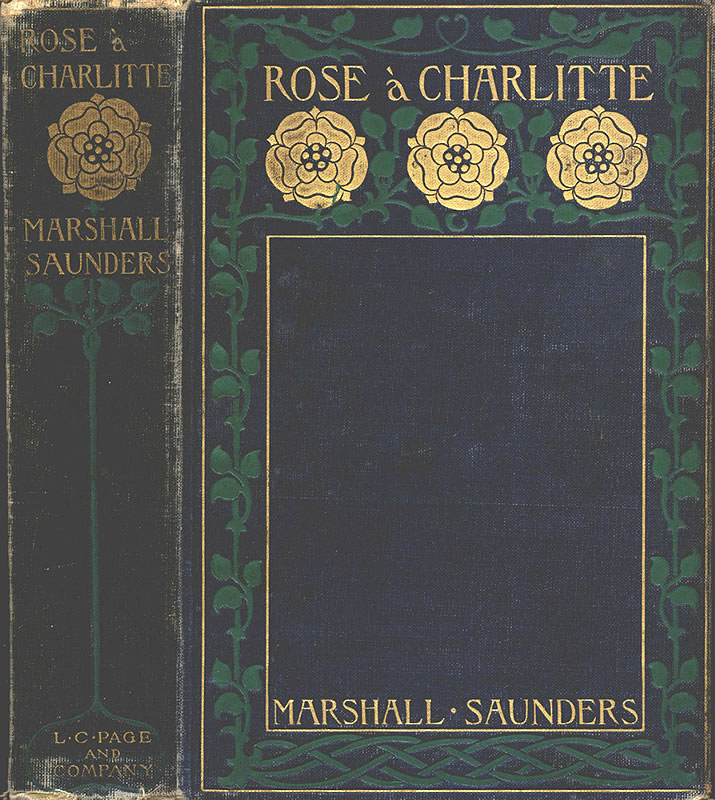 ROSE à
CHARLITTE
MARSHALL
SAUNDERS
L·C·PAGE
AND
COMPANY
ROSE à CHARLITTE
MARSHALL·SAUNDERS